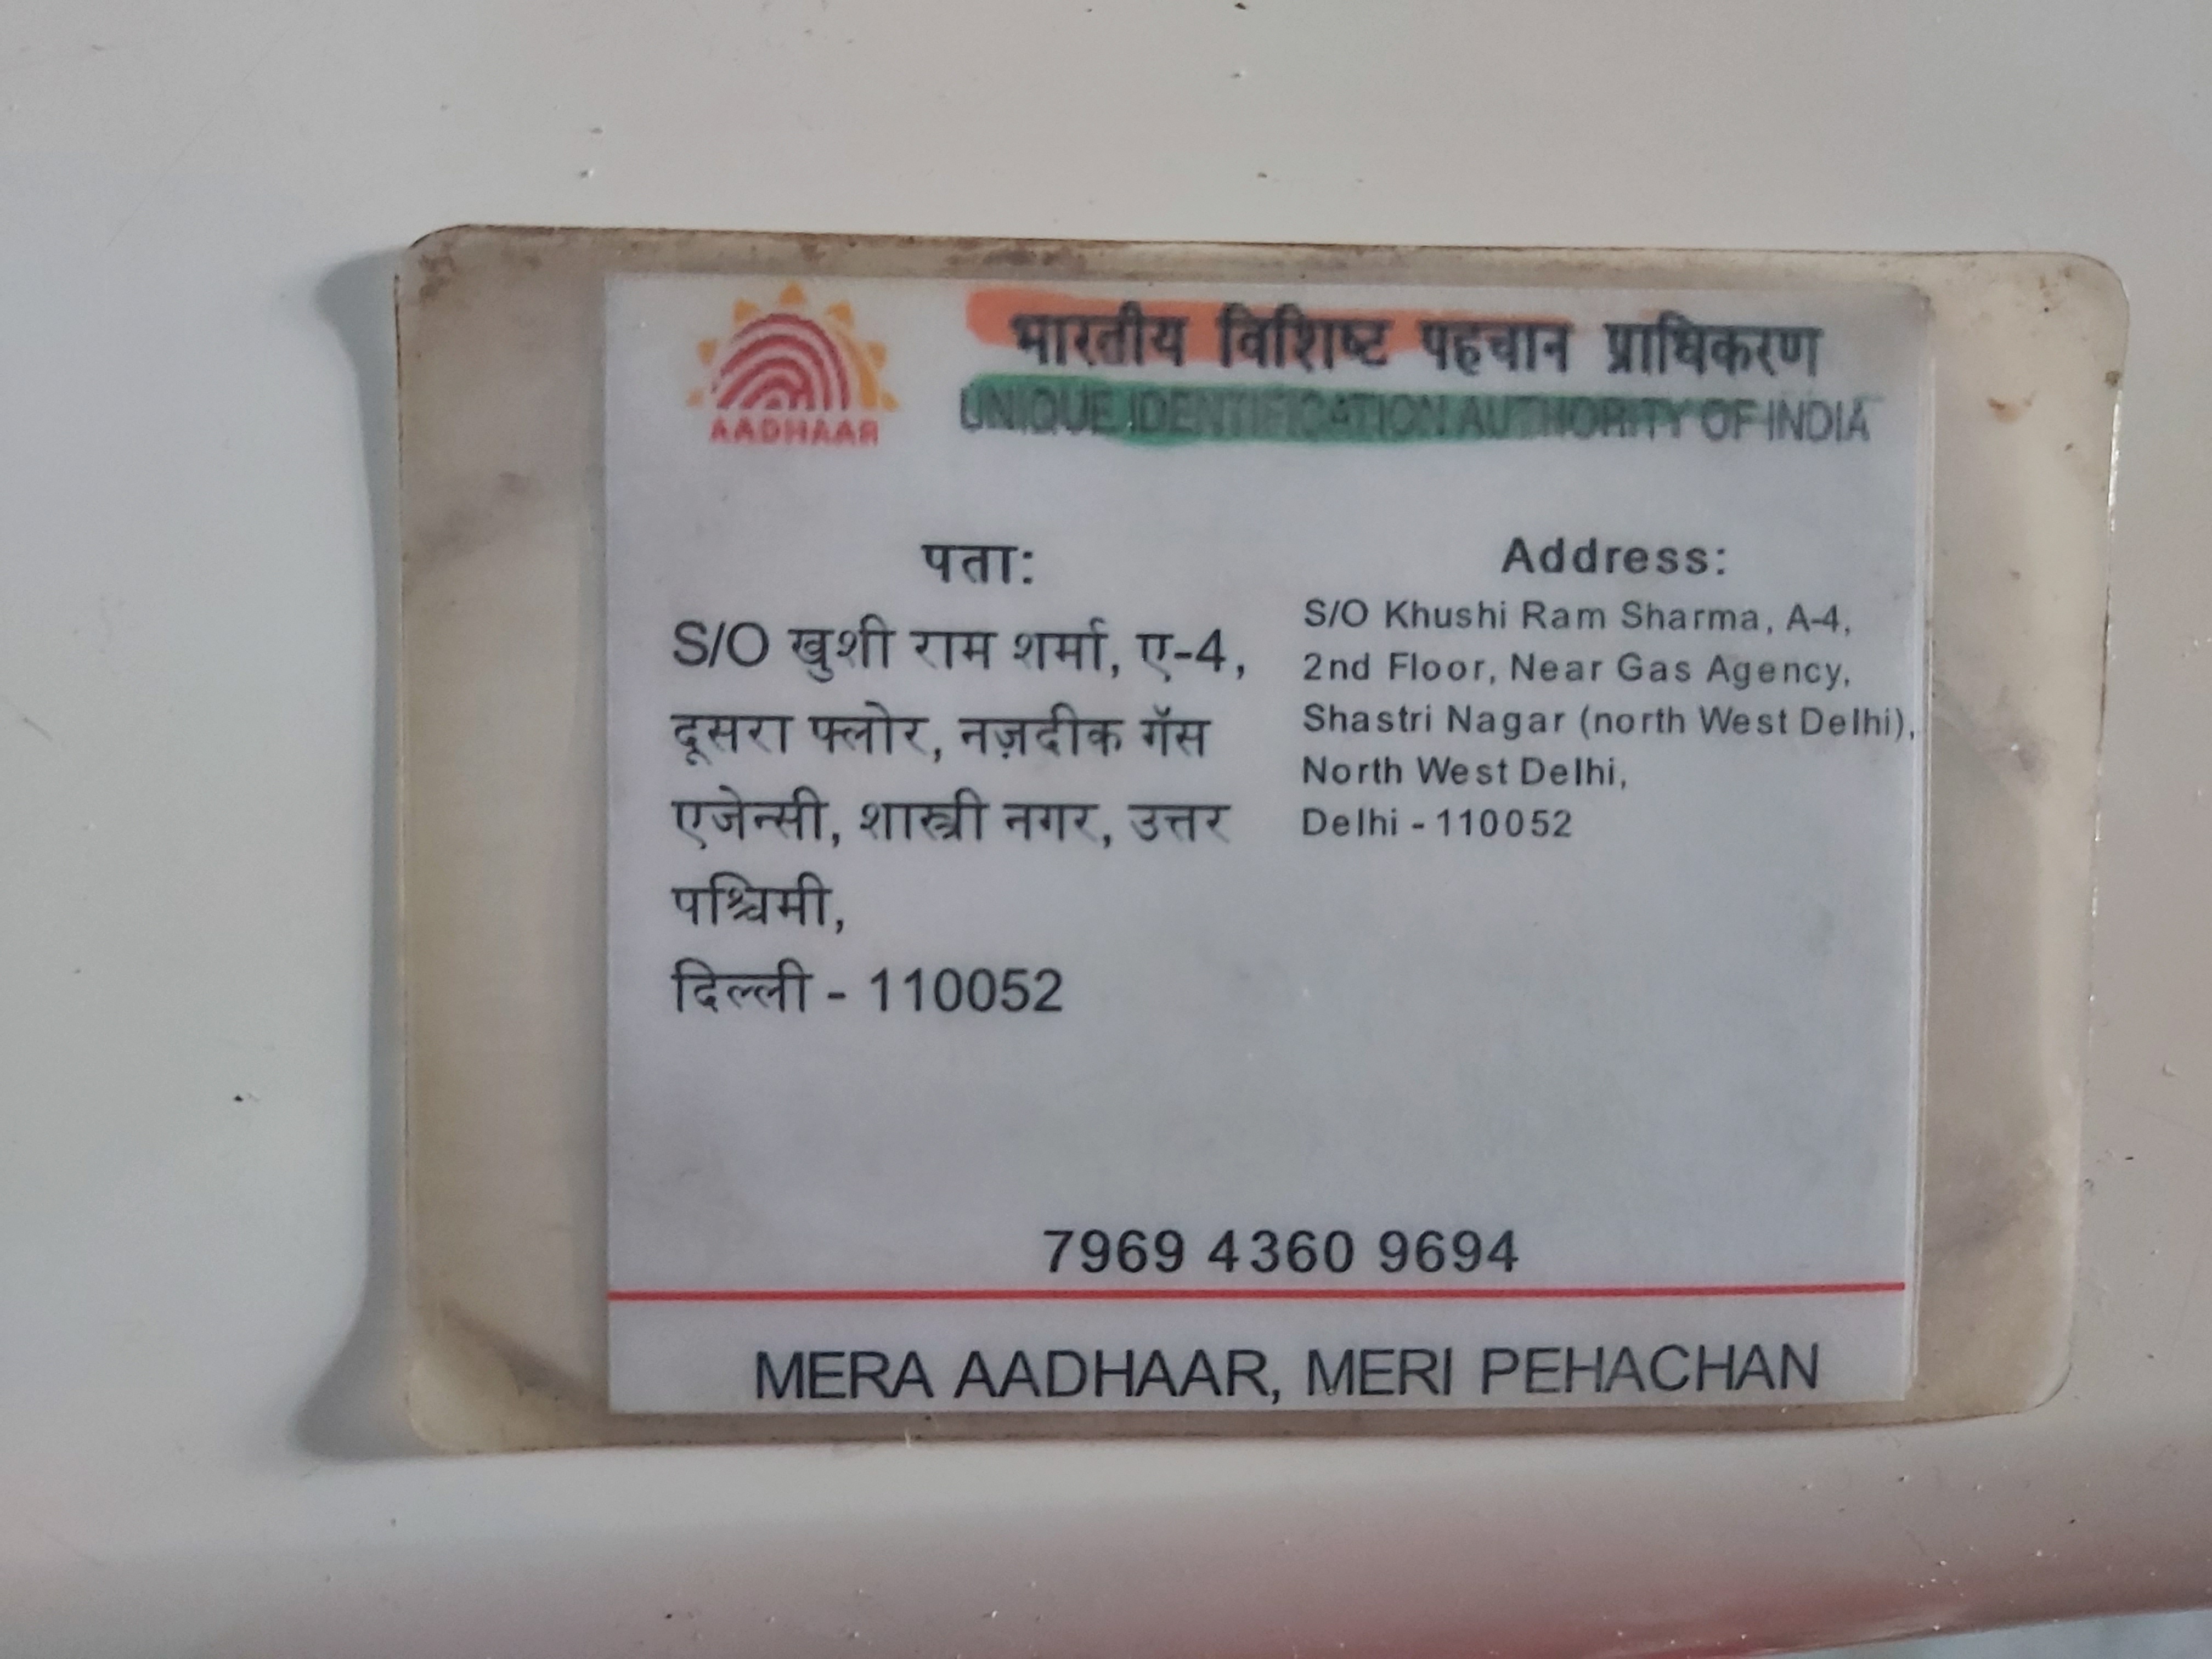 भारतीय विशिष्ट पहचान प्राधिकरण
UNIQUE IDENTIFICATION AUTHORITY OF INDIA
AADHAAR
पता:
S/O खुशी राम शर्मा, ए-4,
दूसरा फ्लोर, नज़दीक गॅस
एजेन्सी, शास्त्री नगर, उत्तर
पश्चिमी,
दिल्ली - 110052
Address:
S/O Khushi Ram Sharma, A-4,
2nd Floor, Near Gas Agency,
Shastri Nagar (north West Delhi),
North West Delhi,
Delhi - 110052
7969 4360 9694
MERA AADHAAR, MERI PEHACHAN